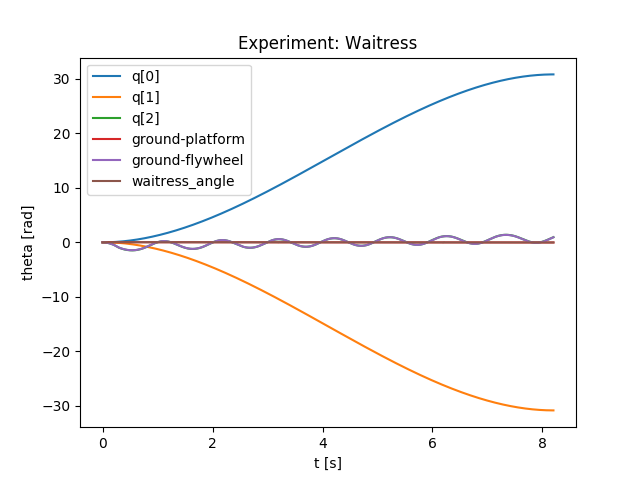 Experiment: Waitress
q[0]
q[1]
q[2]
ground-platform
ground-flywheel
waitress_angle
theta [rad]
30
20
10
0
−10
−20
−30
0
2
4
6
8
t [s]